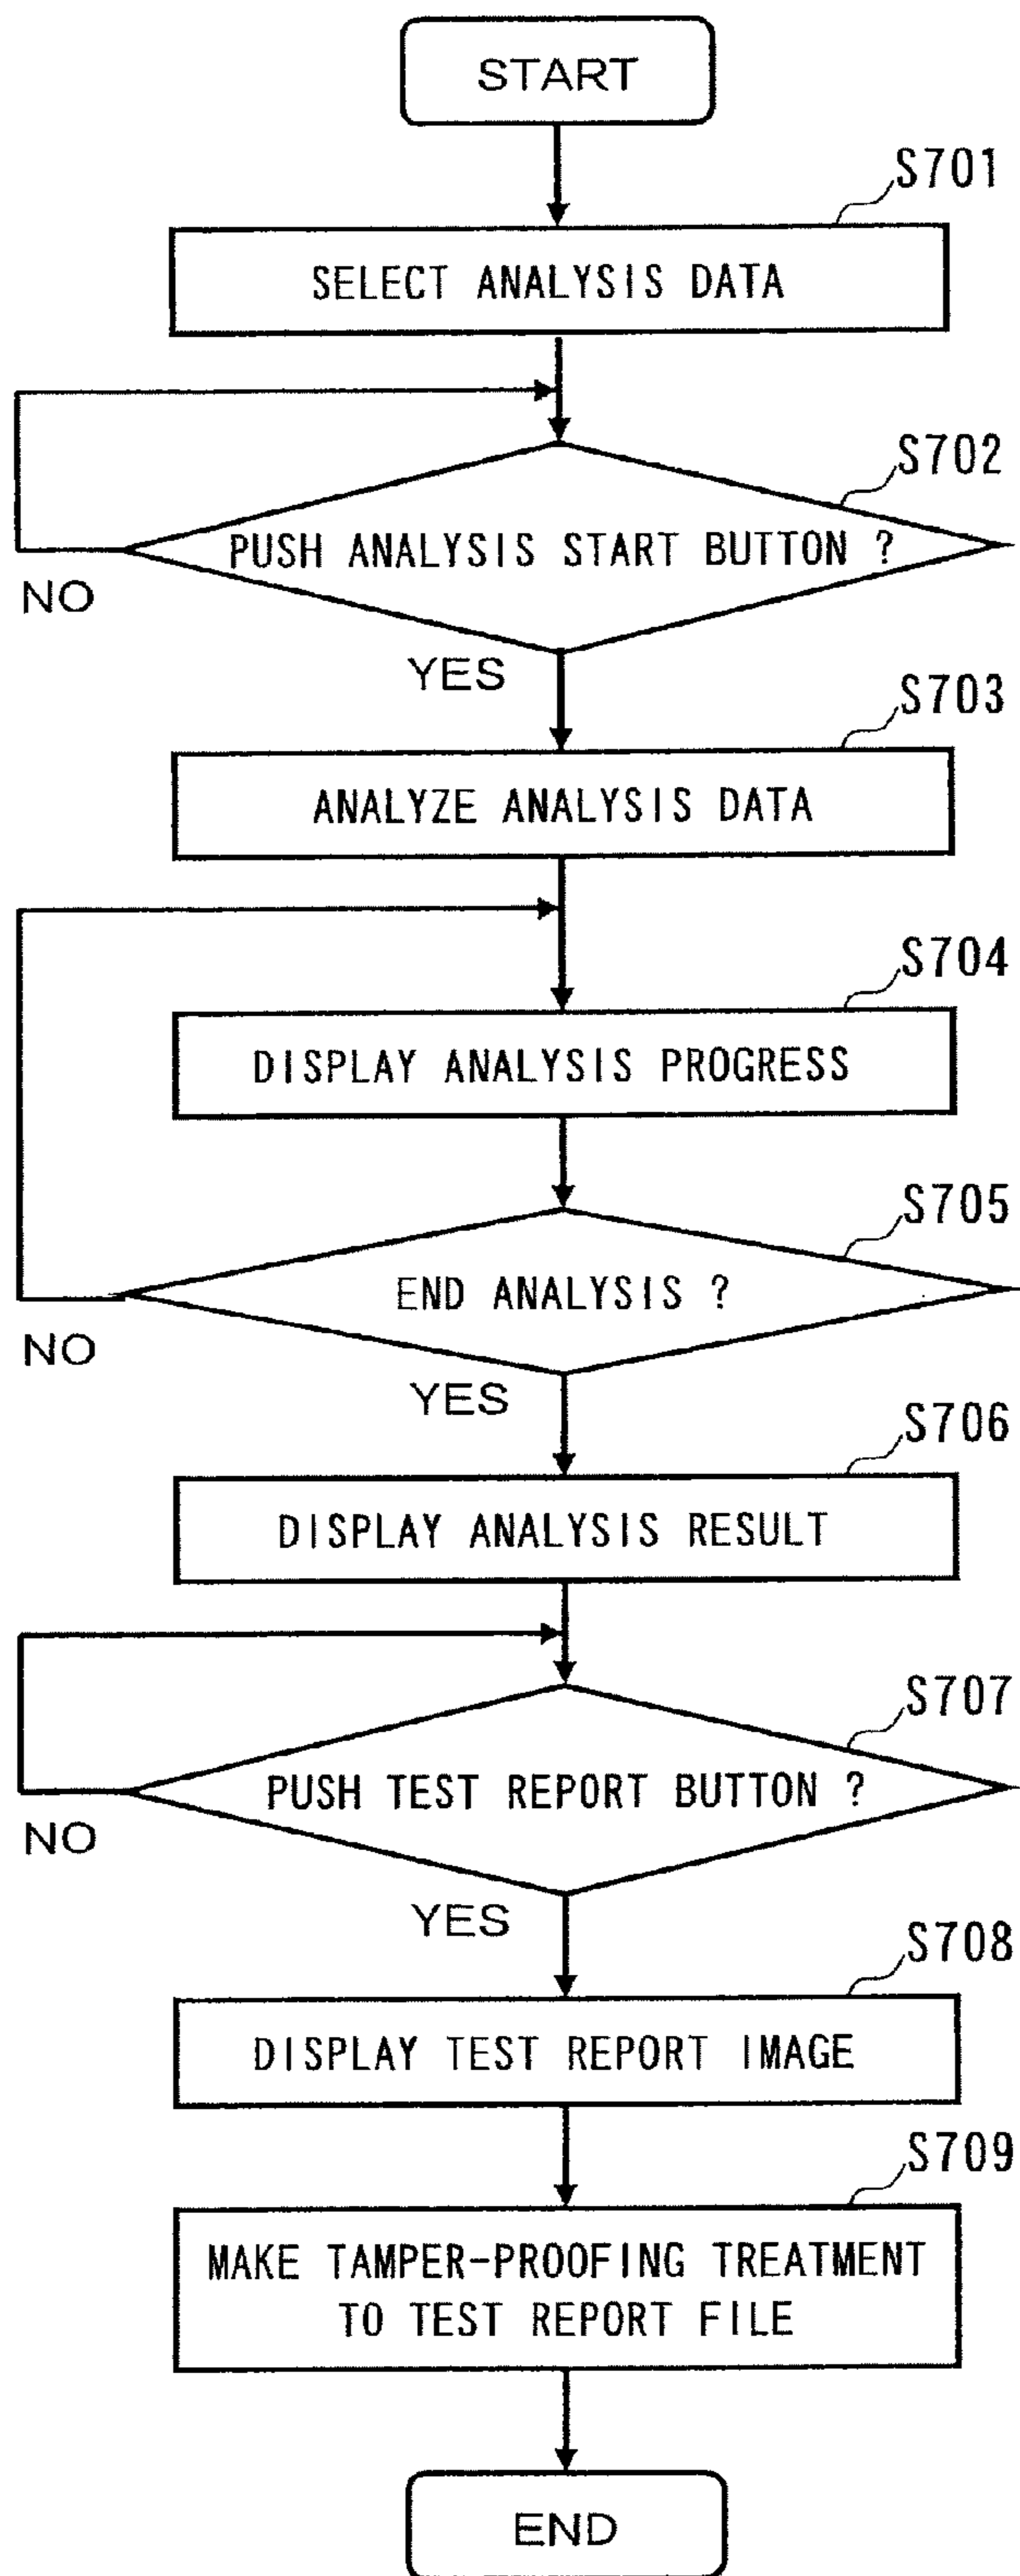 START
S701
SELECT ANALYSIS DATA
S702
PUSH ANALYSIS START BUTTON ?
NO
YES
S703
ANALYZE ANALYSIS DATA
S704
DISPLAY ANALYSIS PROGRESS
S705
END ANALYSIS ?
NO
YES
S706
DISPLAY ANALYSIS RESULT
S707
PUSH TEST REPORT BUTTON ?
NO
YES
S708
DISPLAY TEST REPORT IMAGE
S709
MAKE TAMPER-PROOFING TREATMENT
TO TEST REPORT FILE
END